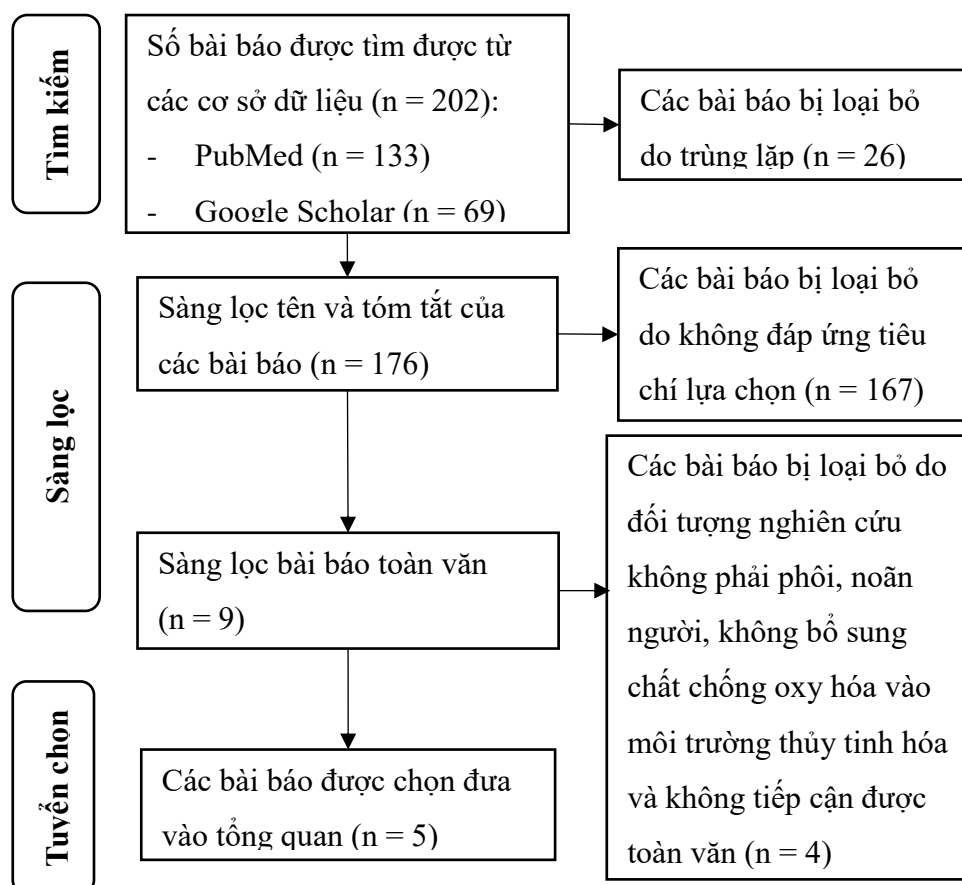 Tìm kiếm
Số bài báo được tìm được từ
các cơ sở dữ liệu (n = 202):
- PubMed (n = 133)
- Google Scholar (n = 69)
Các bài báo bị loại bỏ
do trùng lặp (n = 26)
Sàng lọc
Sàng lọc tên và tóm tắt của
các bài báo (n = 176)
Các bài báo bị loại bỏ
do không đáp ứng tiêu
chí lựa chọn (n = 167)
Sàng lọc bài báo toàn văn
(n = 9)
Các bài báo bị loại bỏ do
đối tượng nghiên cứu
không phải phôi, noãn
người, không bổ sung
chất chống oxy hóa vào
môi trường thủy tinh hóa
và không tiếp cận được
toàn văn (n = 4)
Tuyển chọn
Các bài báo được chọn đưa
vào tổng quan (n = 5)